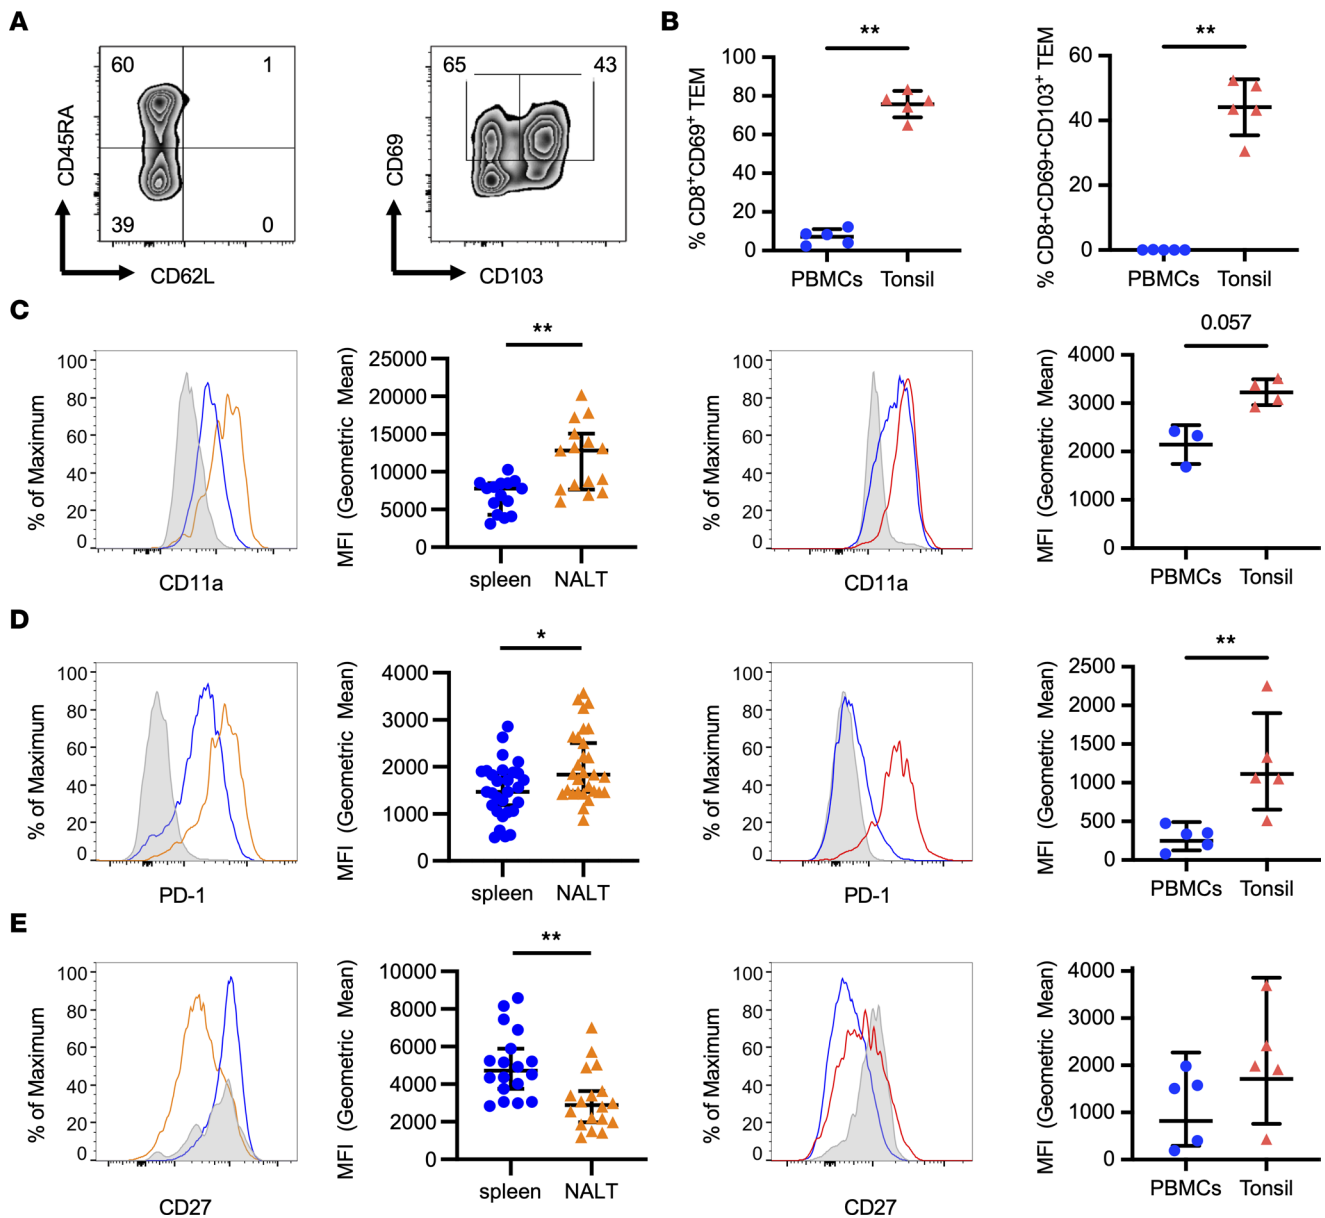 A
60
1
39
0
CD45RA
CD62L
65
43
CD69
CD103
B
**
% CD8⁺CD69⁺ TEM
100
80
60
40
20
0
PBMCs
Tonsil
**
% CD8+CD69+CD103⁺ TEM
60
40
20
0
PBMCs
Tonsil
C
% of Maximum
100
80
60
40
20
0
CD11a
**
MFI (Geometric Mean)
25000
20000
15000
10000
5000
0
spleen
NALT
% of Maximum
100
80
60
40
20
0
CD11a
0.057
MFI (Geometric Mean)
4000
3000
2000
1000
0
PBMCs
Tonsil
D
% of Maximum
100
80
60
40
20
0
PD-1
*
MFI (Geometric Mean)
4000
3000
2000
1000
0
spleen
NALT
% of Maximum
100
80
60
40
20
0
PD-1
**
MFI (Geometric Mean)
2500
2000
1500
1000
500
0
PBMCs
Tonsil
E
% of Maximum
100
80
60
40
20
0
CD27
**
MFI (Geometric Mean)
10000
8000
6000
4000
2000
0
spleen
NALT
% of Maximum
100
80
60
40
20
0
CD27
MFI (Geometric Mean)
4000
3000
2000
1000
0
PBMCs
Tonsil